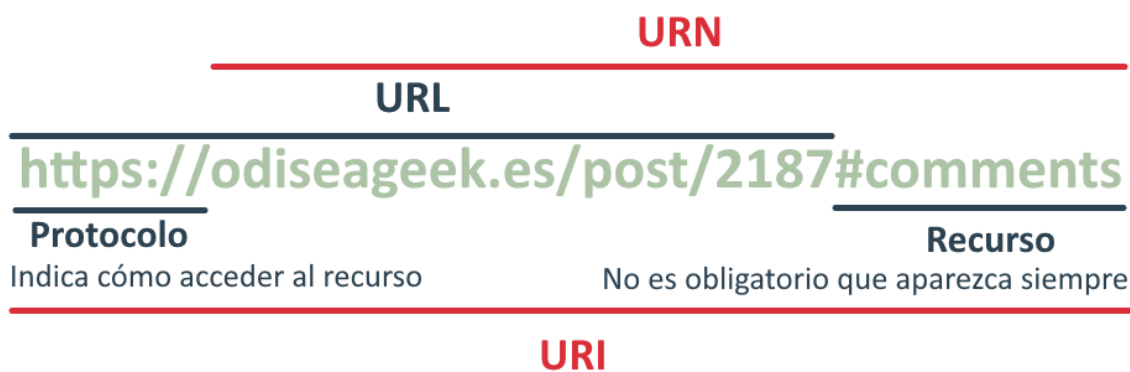 URN
URL
https://odiseageek.es/post/2187#comments
Protocolo
Recurso
Indica cómo acceder al recurso
No es obligatorio que aparezca siempre
URI